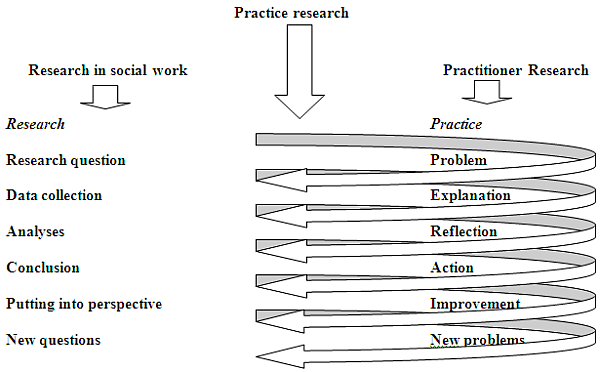 Practice research
Research in social work
Practitioner Research
Research
Practice
Research question
Problem
Data collection
Explanation
Analyses
Reflection
Conclusion
Action
Putting into perspective
Improvement
New questions
New problems